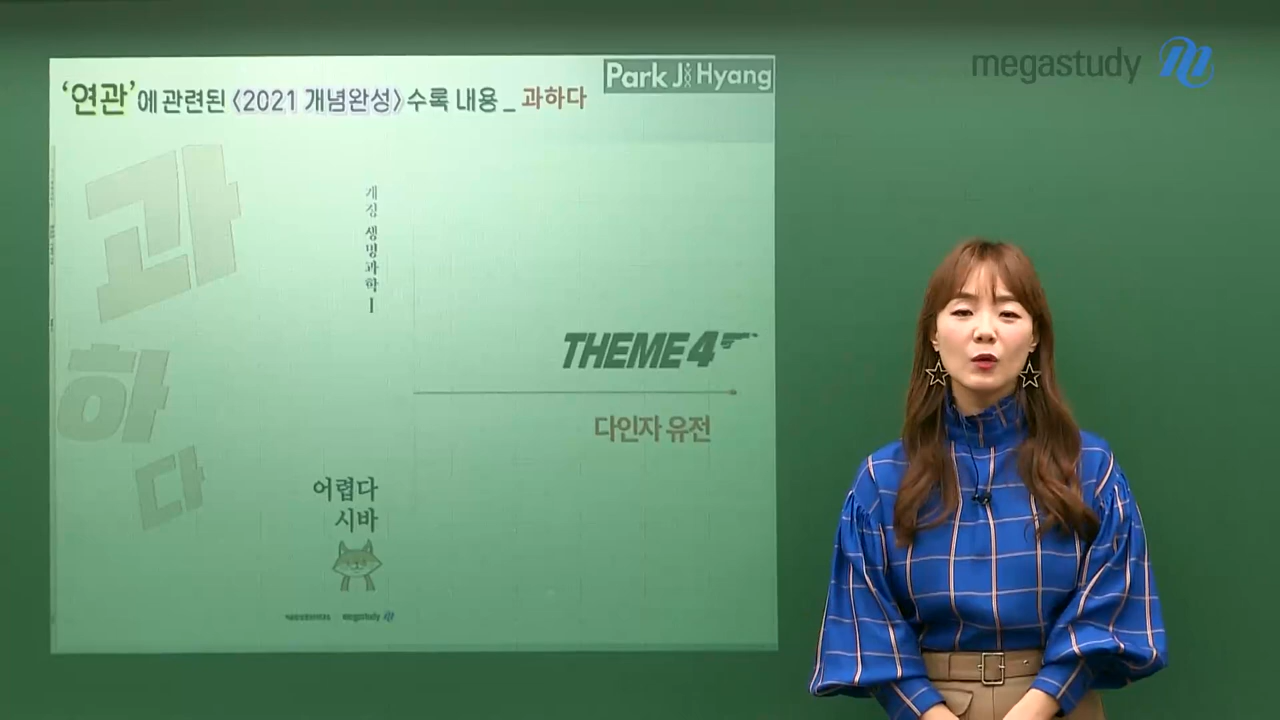 megastudy
Park Ji Hyang
'연관'에 관련된 <2021 개념완성> 수록 내용 _ 과하다
과
하
다
개정 생명과학 I
THEME 4
다인자 유전
어렵다
시바
megastudy